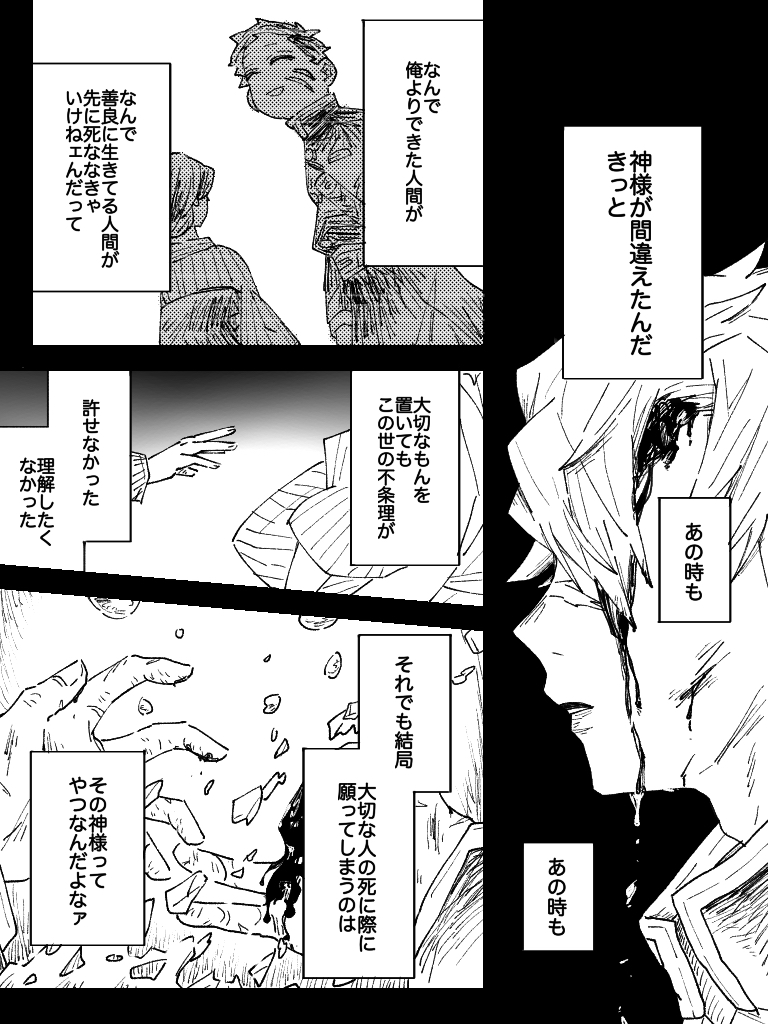 神様が間違えたんだ
きっと
あの時も
あの時も
なんで
俺よりできた人間が
なんで
善良に生きてる人間が
先に死ななきゃ
いけねェんだって
大切なもんを
置いても
この世の不条理が
許せなかった
理解したく
なかった
それでも結局
大切な人の死に際に
願ってしまうのは
その神様って
やつなんだよなァ